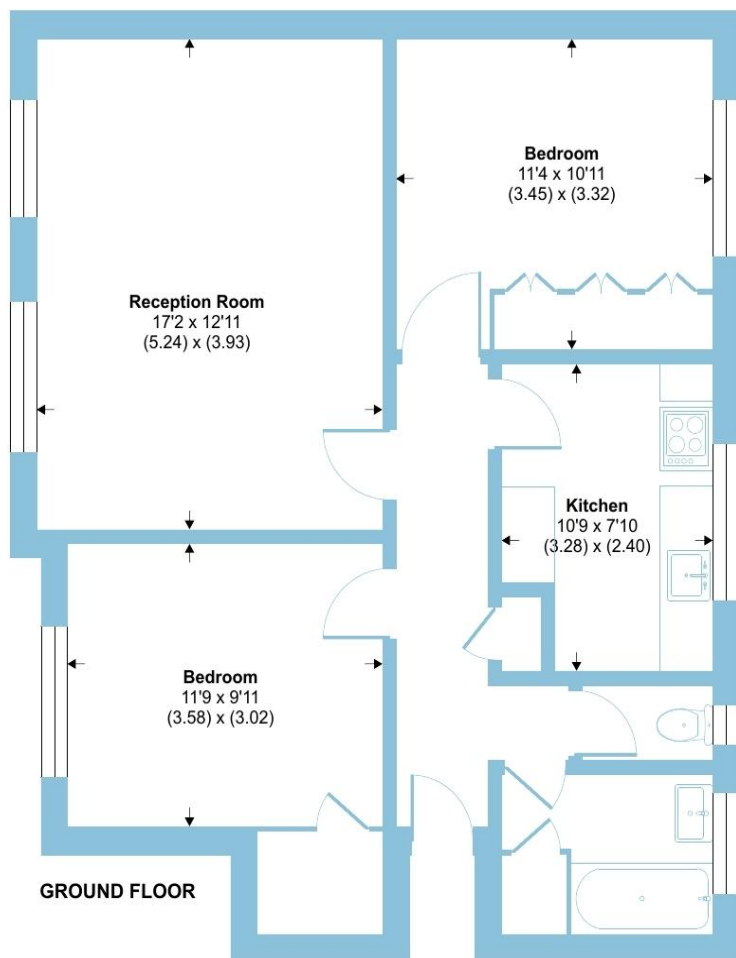 Bedroom
11'4 x 10'11
(3.45) x (3.32)
Reception Room
17'2 x 12'11
(5.24) x (3.93)
Kitchen
10'9 x 7'10
(3.28) x (2.40)
Bedroom
11'9 x 9'11
(3.58) x (3.02)
GROUND FLOOR